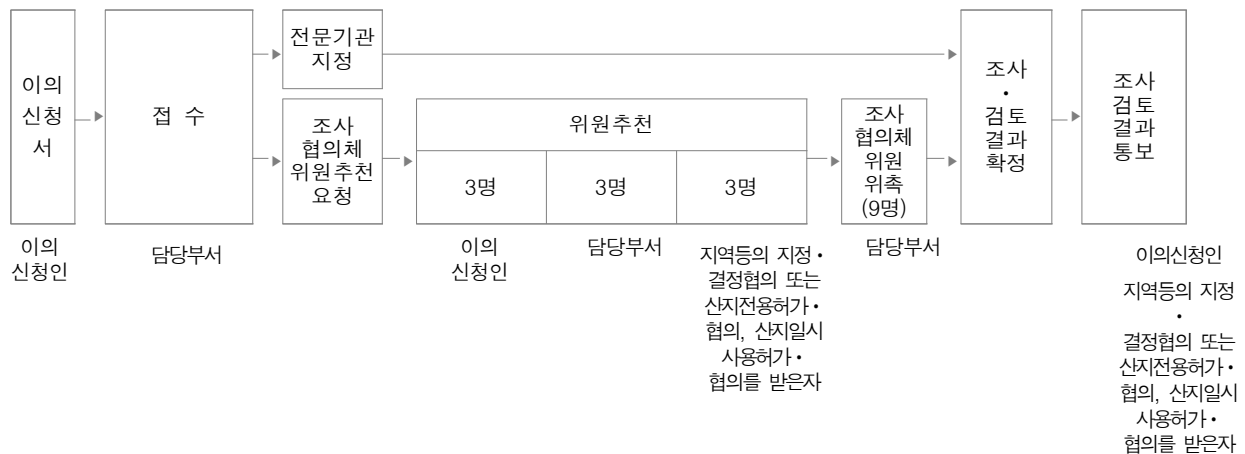 이의
신청
서
접 수
전문기관
지정
조사
협의체
위원추천
요청
위원추천
3명
3명
3명
조사
협의체
위원
위촉
(9명)
조사
•
검토
결과
확정
조사
검토
결과
통보
이의
신청인
담당부서
이의
신청인
담당부서
지역등의 지정•
결정협의 또는
산지전용허가•
협의, 산지일시
사용허가•
협의를 받은자
담당부서
이의신청인
지역등의 지정
•
결정협의 또는
산지전용허가•
협의, 산지일시
사용허가•
협의를 받은자